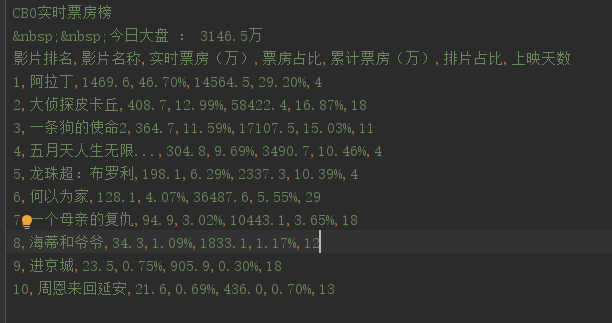 CBO实时票房榜
&nbsp;&nbsp;今日大盘 : 3146.5万
影片排名,影片名称,实时票房（万）,票房占比,累计票房（万）,排片占比,上映天数
1,阿拉丁,1469.6,46.70%,14564.5,29.20%,4
2,大侦探皮卡丘,408.7,12.99%,58422.4,16.87%,18
3,一条狗的使命2,364.7,11.59%,17107.5,15.03%,11
4,五月天人生无限...,304.8,9.69%,3490.7,10.46%,4
5,龙珠超：布罗利,198.1,6.29%,2337.3,10.39%,4
6,何以为家,128.1,4.07%,36487.6,5.55%,29
7 一个母亲的复仇,94.9,3.02%,10443.1,3.65%,18
8,海蒂和爷爷,34.3,1.09%,1833.1,1.17%,12
9,进京城,23.5,0.75%,905.9,0.30%,18
10,周恩来回延安,21.6,0.69%,436.0,0.70%,13